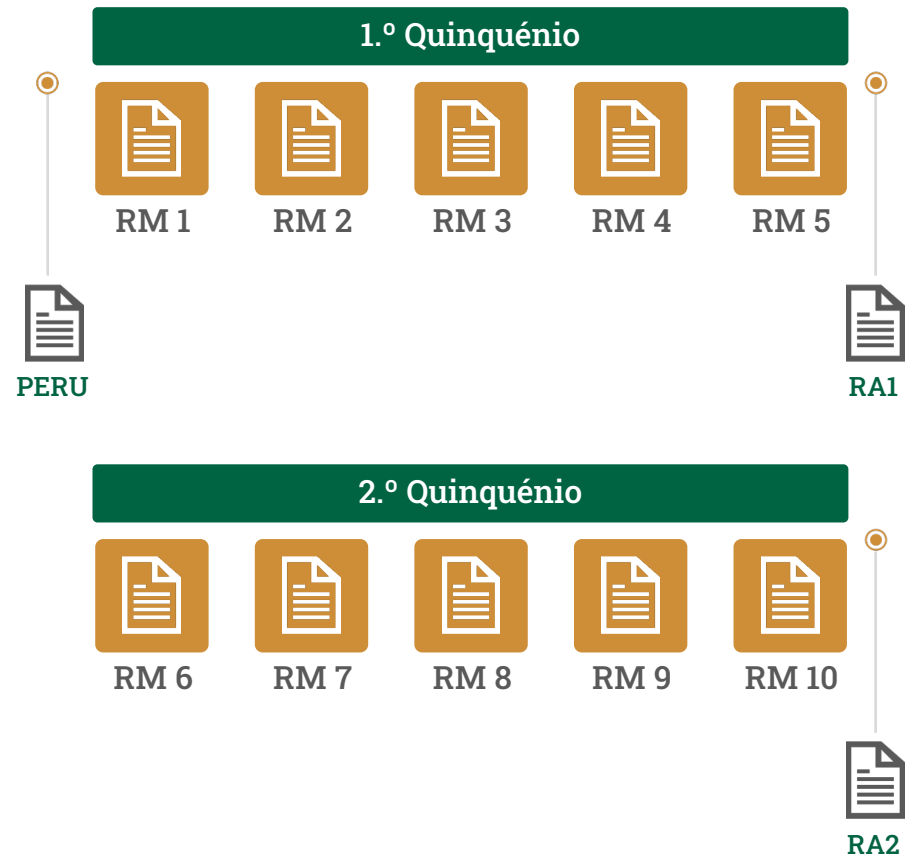 1.º Quinquénio
RM 1 RM 2 RM 3 RM 4 RM 5
PERU RA1
2.º Quinquénio
RM 6 RM 7 RM 8 RM 9 RM 10
RA2